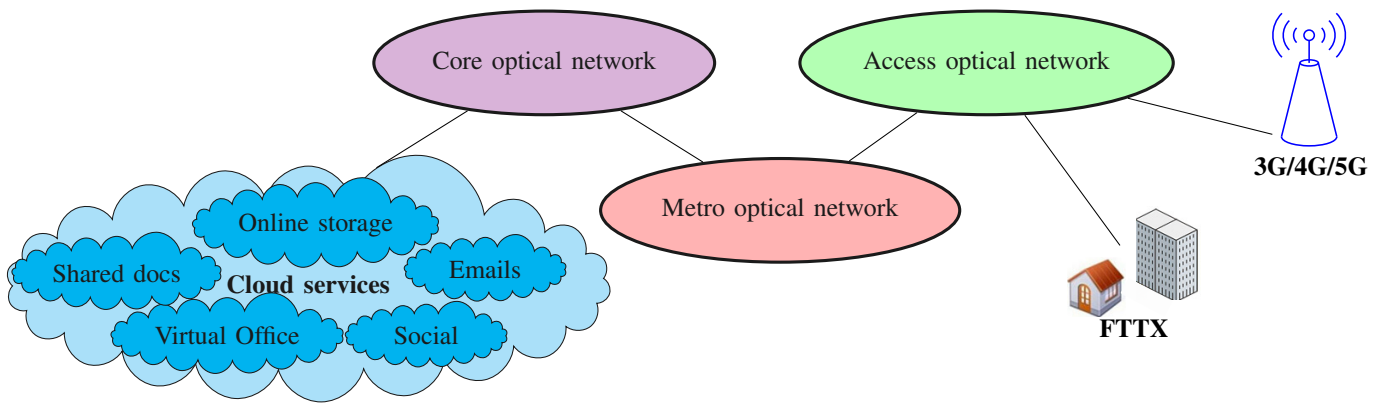 Core optical network
Access optical network
3G/4G/5G
Metro optical network
Online storage
Shared docs
Emails
Cloud services
Virtual Office
Social
FTTX